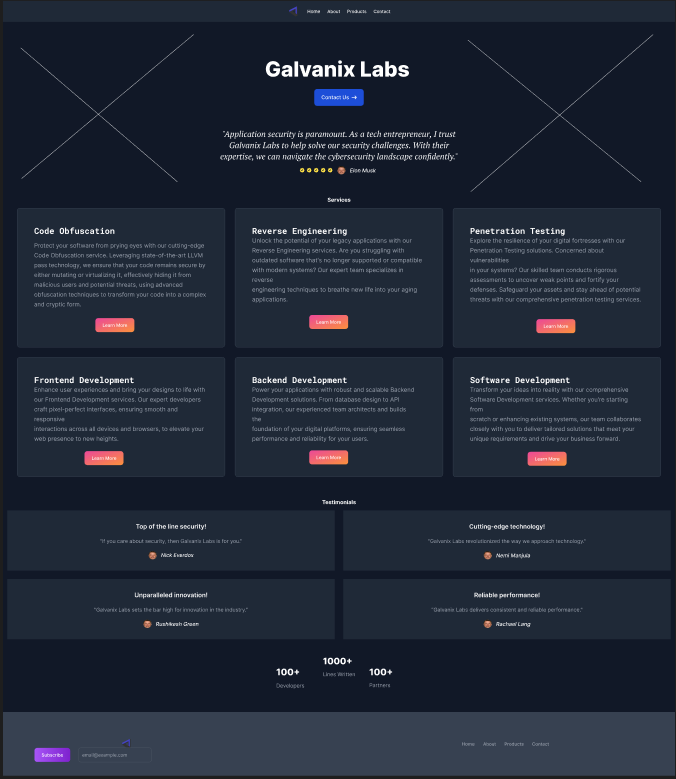 Home About Products Contact
Galvanix Labs
Contact Us →
"Application security is paramount. As a tech entrepreneur, I trust
Galvanix Labs to help solve our security challenges. With their
expertise, we can navigate the cybersecurity landscape confidently."
Elon Musk
Services
Code Obfuscation
Protect your software from prying eyes with our cutting-edge
Code Obfuscation service. Leveraging state-of-the-art LLVM
pass technology, we ensure that your code remains secure by
either mutating or virtualizing it, effectively hiding it from
malicious users and potential threats, using advanced
obfuscation techniques to transform your code into a complex
and cryptic form.
Learn More
Reverse Engineering
Unlock the potential of your legacy applications with our
Reverse Engineering services. Are you struggling with
outdated software that's no longer supported or compatible
with modern systems? Our expert team specializes in
reverse
engineering techniques to breathe new life into your aging
applications.
Learn More
Penetration Testing
Explore the resilience of your digital fortresses with our
Penetration Testing solutions. Concerned about
vulnerabilities
in your systems? Our skilled team conducts rigorous
assessments to uncover weak points and fortify your
defenses. Safeguard your assets and stay ahead of potential
threats with our comprehensive penetration testing services.
Learn More
Frontend Development
Enhance user experiences and bring your designs to life with
our Frontend Development services. Our expert developers
craft pixel-perfect interfaces, ensuring smooth and
responsive
interactions across all devices and browsers, to elevate your
web presence to new heights.
Learn More
Backend Development
Power your applications with robust and scalable Backend
Development solutions. From database design to API
integration, our experienced team architects and builds
the
foundation of your digital platforms, ensuring seamless
performance and reliability for your users.
Learn More
Software Development
Transform your ideas into reality with our comprehensive
Software Development services. Whether you're starting
from
scratch or enhancing existing systems, our team collaborates
closely with you to deliver tailored solutions that meet your
unique requirements and drive your business forward.
Learn More
Testimonials
Top of the line security!
"If you care about security, then Galvanix Labs is for you."
Nick Everdox
Cutting-edge technology!
"Galvanix Labs revolutionized the way we approach technology."
Nemi Manjula
Unparalleled innovation!
"Galvanix Labs sets the bar high for innovation in the industry."
Rushikesh Green
Reliable performance!
"Galvanix Labs delivers consistent and reliable performance."
Rachael Lang
100+
Developers
1000+
Lines Written
100+
Partners
Subscribe
email@example.com
Home About Products Contact